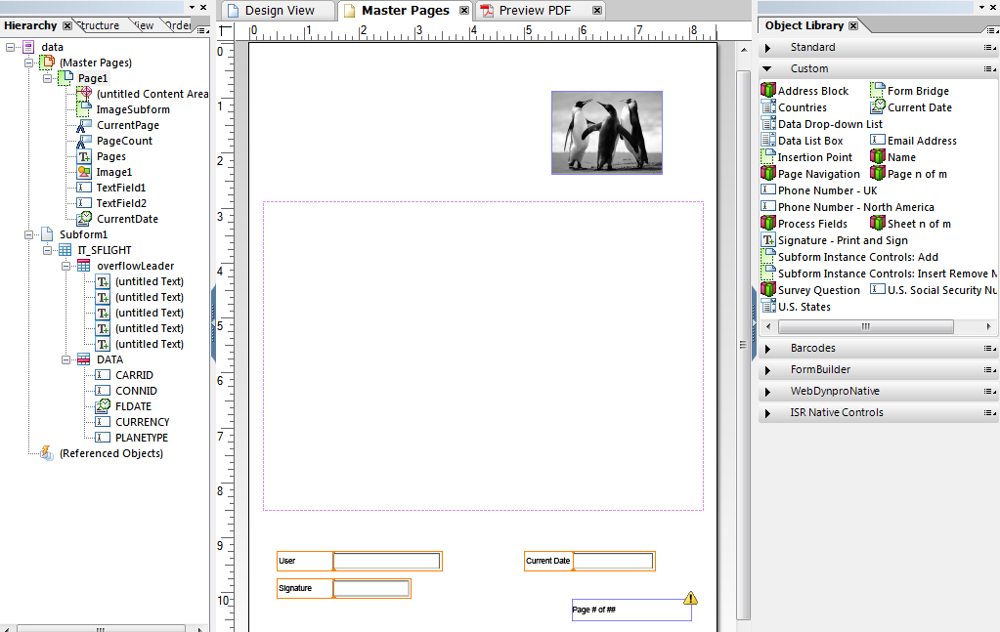 Hierarchy
Structure
iew
Order
data
(Master Pages)
Page1
(untitled Content Area
ImageSubform
CurrentPage
PageCount
Pages
Image1
TextField1
TextField2
CurrentDate
Subform1
IT_SFLIGHT
overflowLeader
(untitled Text)
(untitled Text)
(untitled Text)
(untitled Text)
(untitled Text)
DATA
CARRID
CONNID
FLDATE
CURRENCY
PLANETYPE
(Referenced Objects)
Design View
Master Pages
Preview PDF
0 1 2 3 4 5 6 7 8
0
1
2
3
4
5
6
7
8
9
10
User
Current Date
Signature
Page # of ##
Object Library
Standard
Custom
Address Block Form Bridge
Countries Current Date
Data Drop-down List
Data List Box Email Address
Insertion Point Name
Page Navigation Page n of m
Phone Number - UK
Phone Number - North America
Process Fields Sheet n of m
Signature - Print and Sign
Subform Instance Controls: Add
Subform Instance Controls: Insert Remove M
Survey Question U.S. Social Security Nu
U.S. States
Barcodes
FormBuilder
WebDynproNative
ISR Native Controls